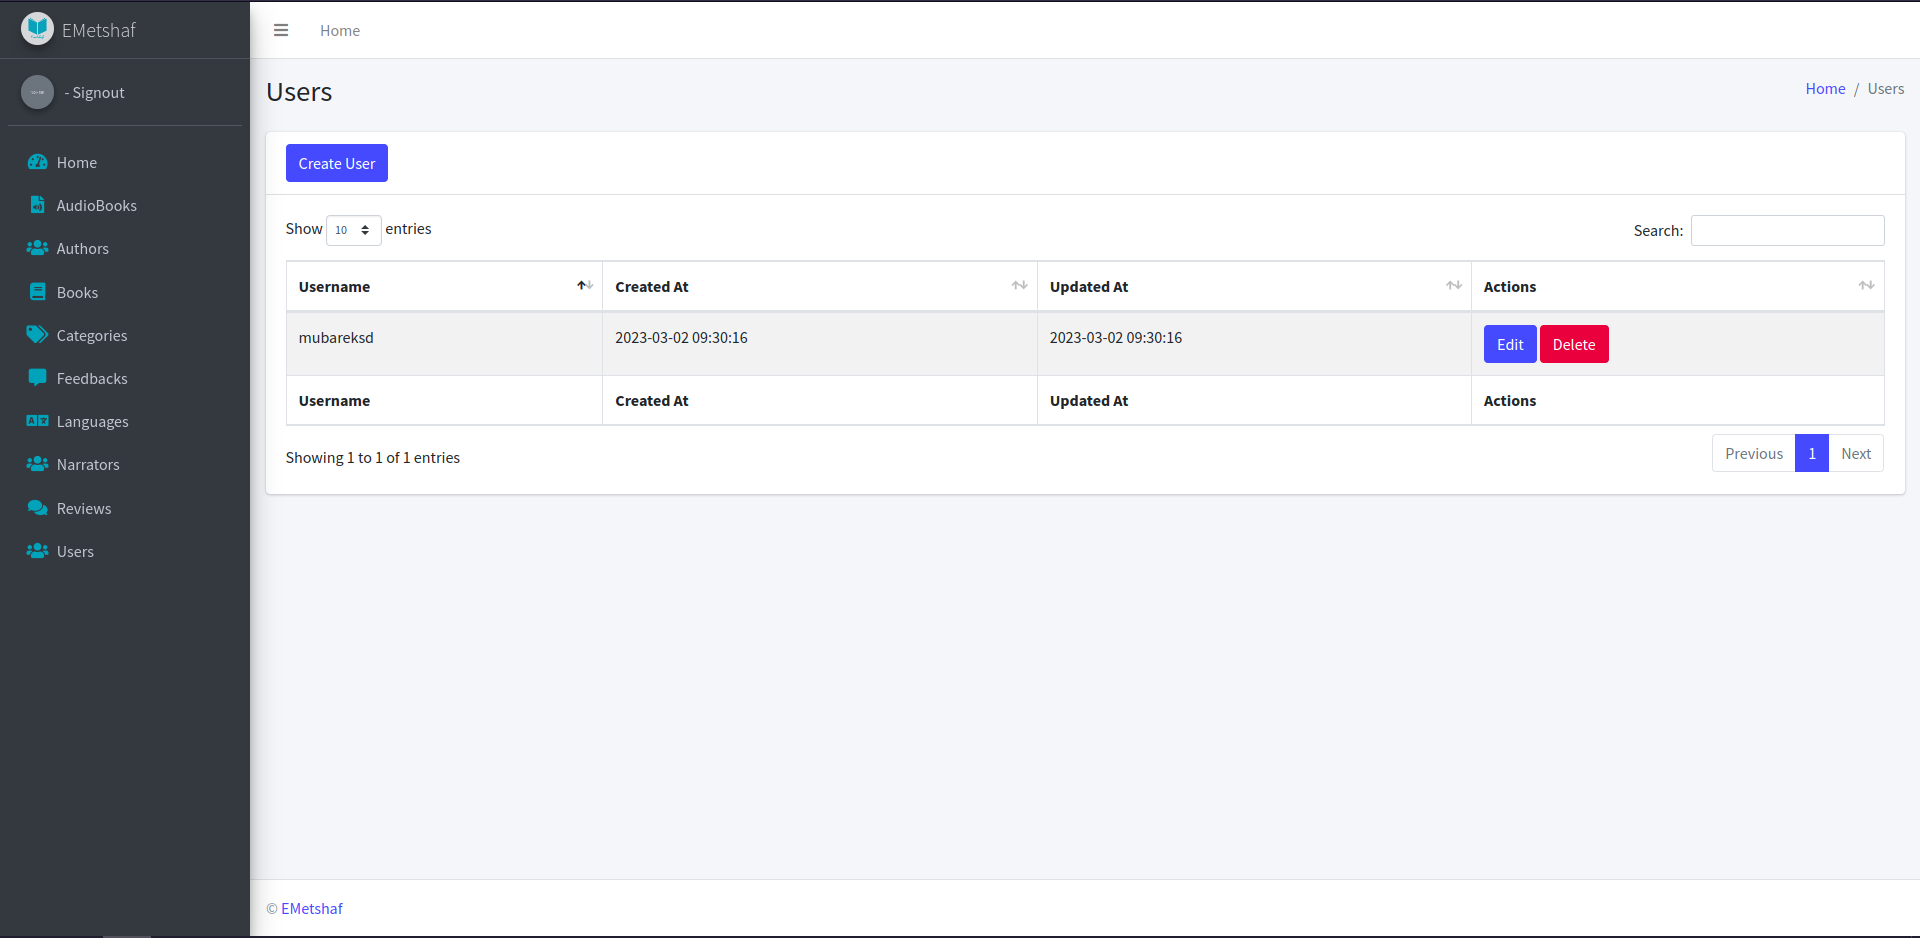 EMetshaf
- Signout
Home
AudioBooks
Authors
Books
Categories
Feedbacks
Languages
Narrators
Reviews
Users
Home
Users
Home / Users
Create User
Show 10 entries
Search:
Username Created At Updated At Actions
mubareksd 2023-03-02 09:30:16 2023-03-02 09:30:16 Edit Delete
Username Created At Updated At Actions
Showing 1 to 1 of 1 entries
Previous 1 Next
© EMetshaf